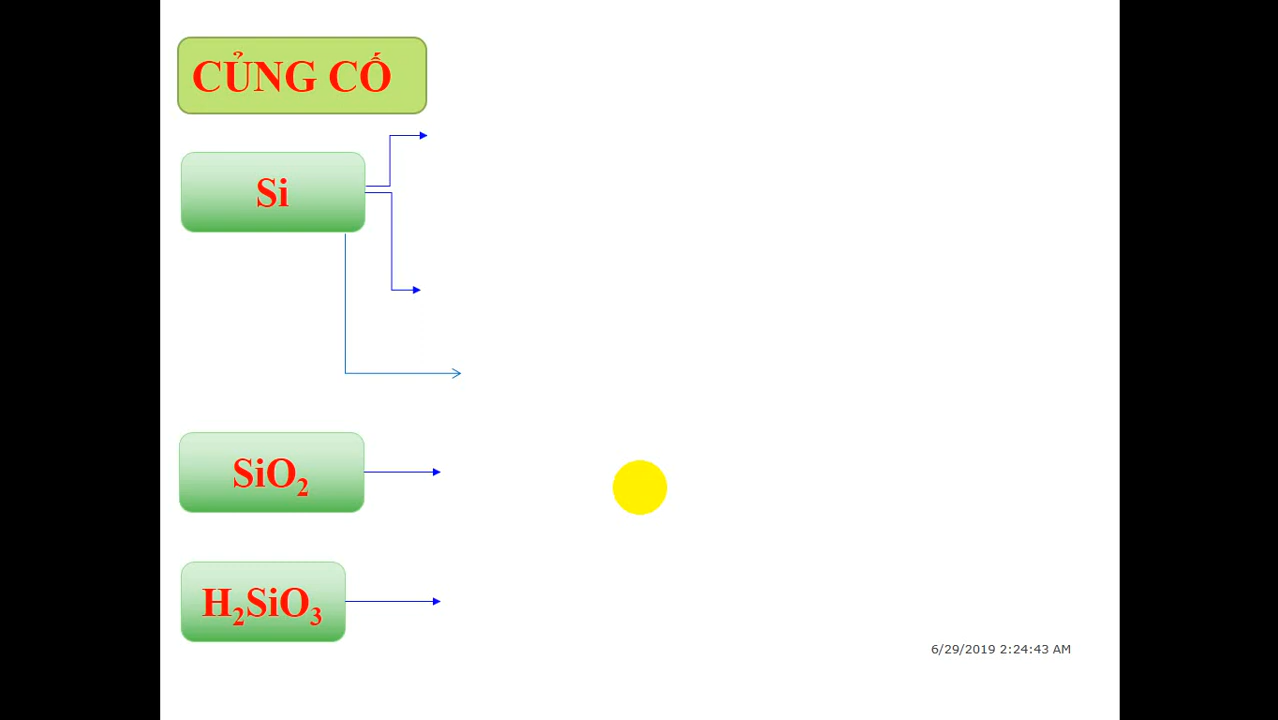 CỦNG CỐ
Si
SiO₂
H₂SiO₃
6/29/2019 2:24:43 AM